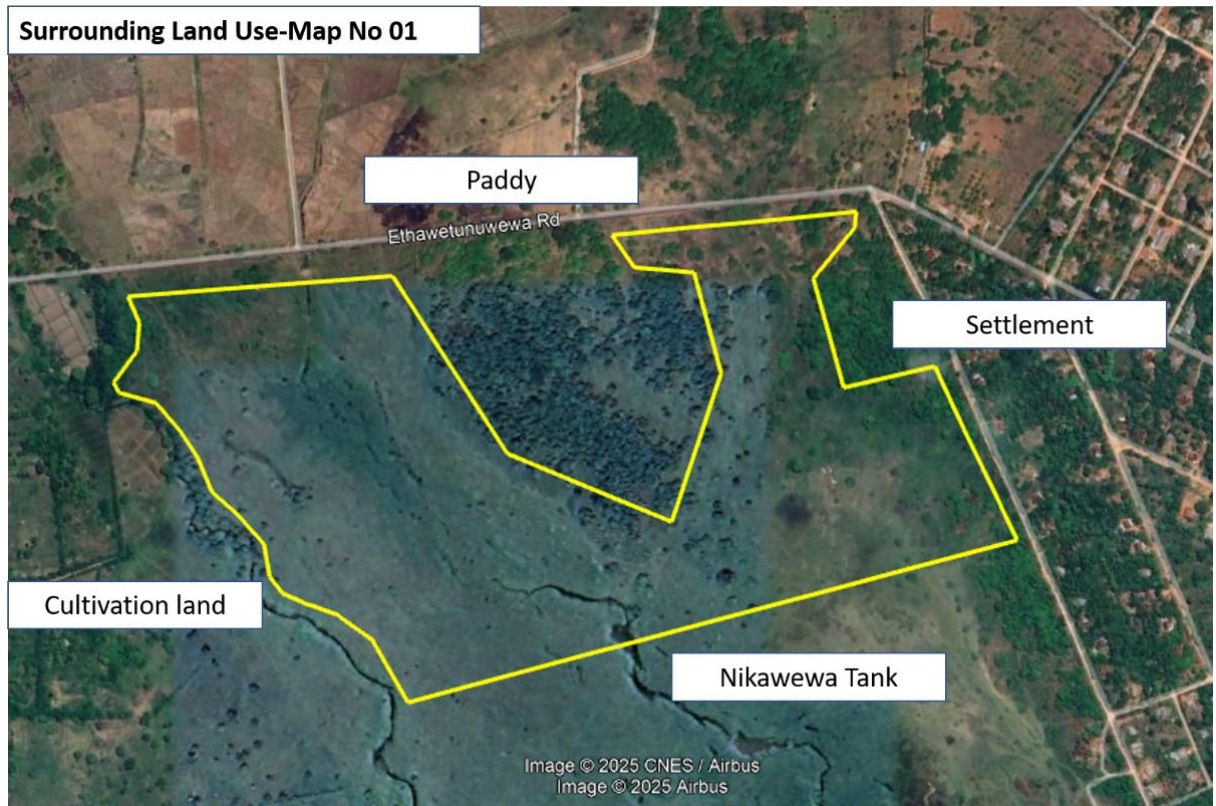 Surrounding Land Use-Map No 01
Paddy
Ethawetunuwewa Rd
Settlement
Cultivation land
Nikawewa Tank
Image © 2025 CNES / Airbus
Image © 2025 Airbus